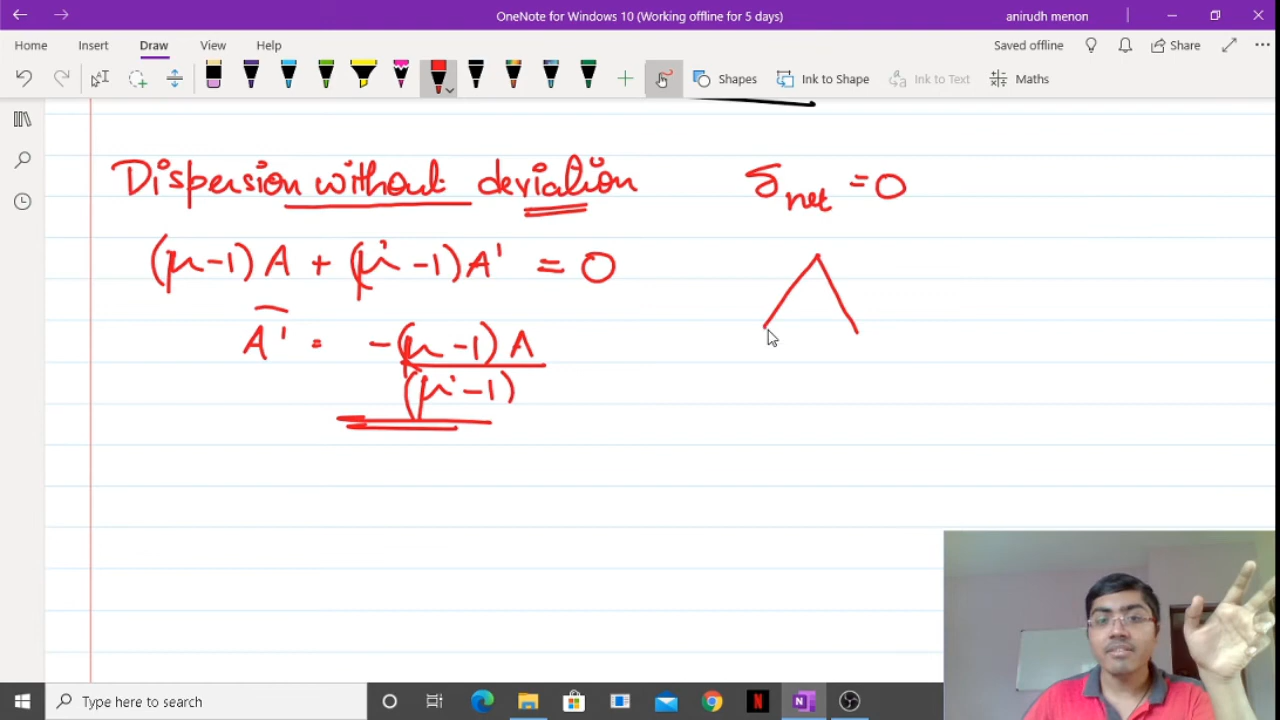 OneNote for Windows 10 (Working offline for 5 days)
anirudh menon
Home Insert Draw View Help
Saved offline Share
Shapes Ink to Shape Ink to Text Maths
Dispersion without deviation
δnet = 0
(μ-1)A + (μ'-1)A' = 0
A' = -(μ-1)A
(μ'-1)
Type here to search